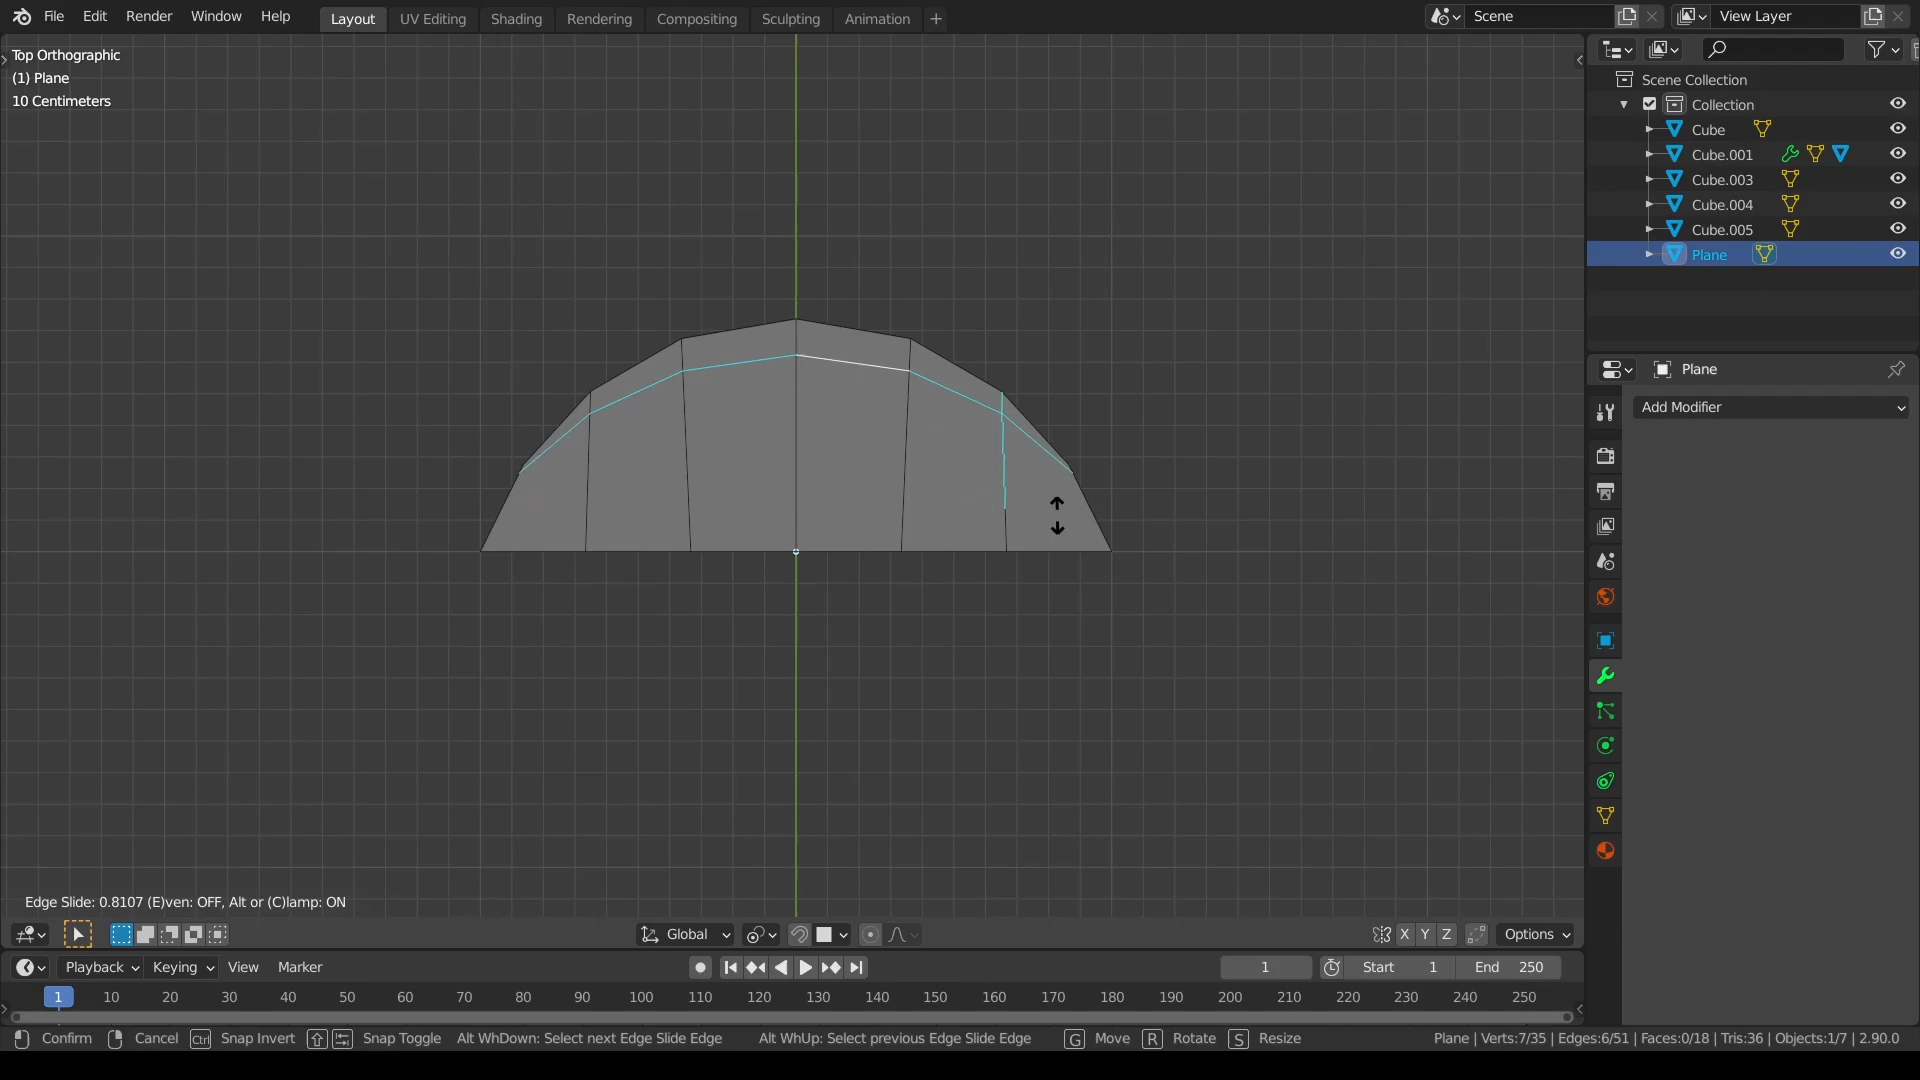 File Edit Render Window Help Layout UV Editing Shading Rendering Compositing Sculpting Animation + Scene View Layer
Top Orthographic
(1) Plane
10 Centimeters
Scene Collection
Collection
Cube
Cube.001
Cube.003
Cube.004
Cube.005
Plane
Plane
Add Modifier
Edge Slide: 0.8107 (E)ven: OFF, Alt or (C)lamp: ON
Global X Y Z Options
Playback Keying View Marker 1 Start 1 End 250
1 10 20 30 40 50 60 70 80 90 100 110 120 130 140 150 160 170 180 190 200 210 220 230 240 250
Confirm Cancel Ctrl Snap Invert Snap Toggle Alt WhDown: Select next Edge Slide Edge Alt WhUp: Select previous Edge Slide Edge G Move R Rotate S Resize Plane | Verts:7/35 | Edges:6/51 | Faces:0/18 | Tris:36 | Objects:1/7 | 2.90.0